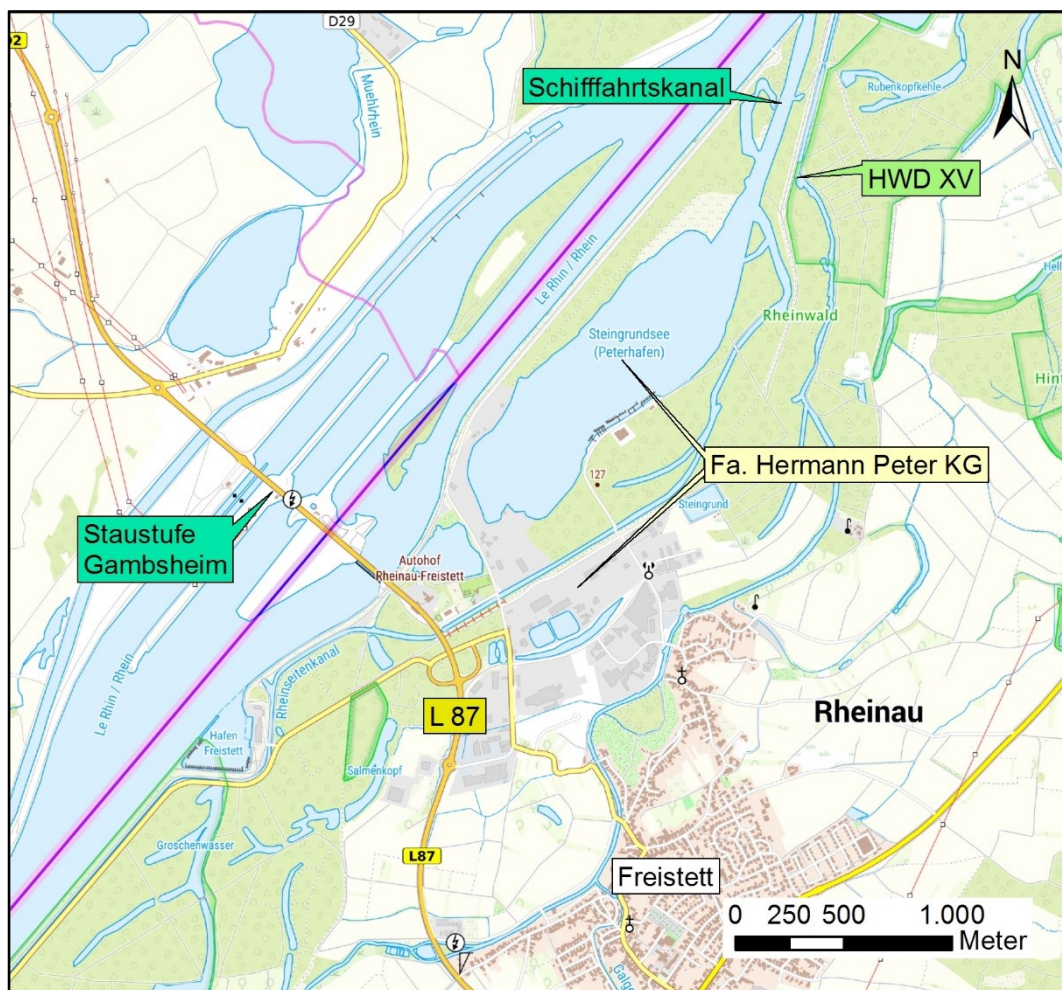 D29
D2
N
Schifffahrtskanal
Rubenkopfkehle
Muehlrhein
HWD XV
Le Rhin / Rhein
Rheinwald
Steingrundsee
(Peterhafen)
Fa. Hermann Peter KG
127
Steingrund
Staustufe
Gambsheim
Autohof
Rheinau-Freistett
Le Rhin / Rhein
Rheinseitenkanal
L 87
Rheinau
Hafen
Freistett
Salmenkopf
Groschenwasser
L87
Freistett
0 250 500 1.000
Meter